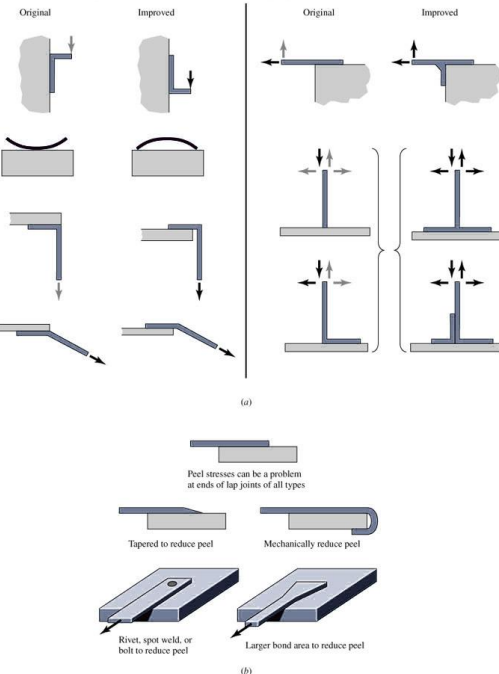 Original
Improved
Original
Improved
(a)
Peel stresses can be a problem
at ends of lap joints of all types
Tapered to reduce peel
Mechanically reduce peel
Rivet, spot weld, or
bolt to reduce peel
Larger bond area to reduce peel
(b)